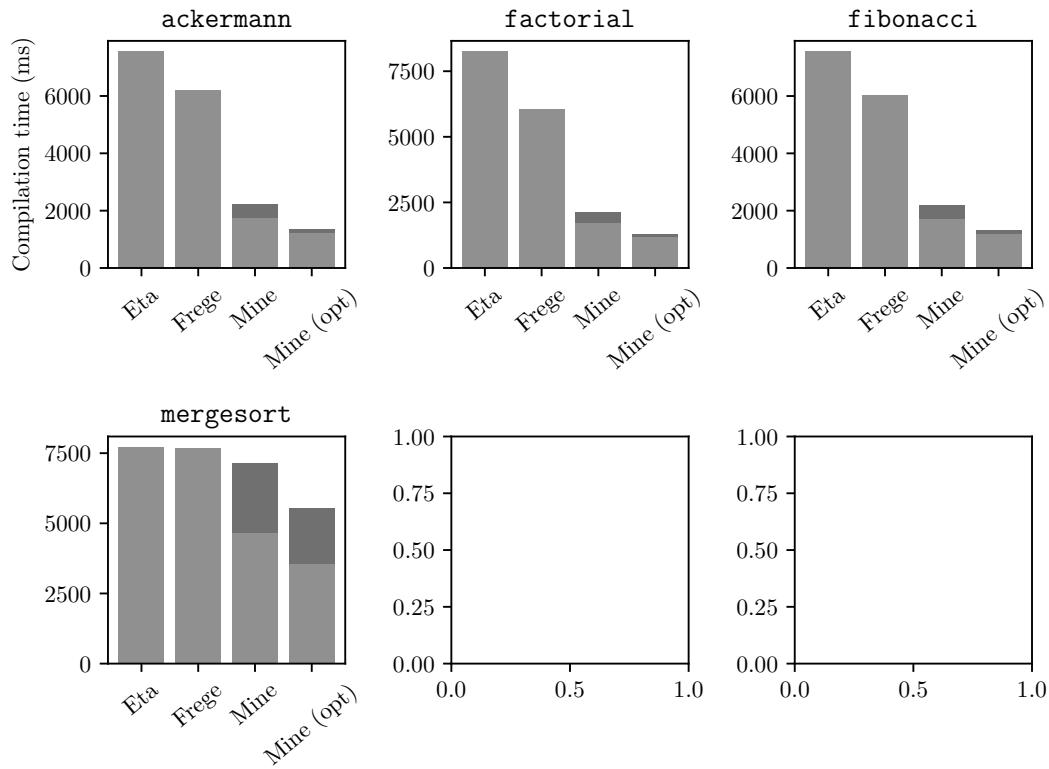 ackermann
factorial
fibonacci
Compilation time (ms)
6000
4000
2000
0
Eta
Frege
Mine
Mine (opt)
7500
5000
2500
0
Eta
Frege
Mine
Mine (opt)
6000
4000
2000
0
Eta
Frege
Mine
Mine (opt)
mergesort
7500
5000
2500
0
Eta
Frege
Mine
Mine (opt)
1.00
0.75
0.50
0.25
0.00
0.0
0.5
1.0
1.00
0.75
0.50
0.25
0.00
0.0
0.5
1.0